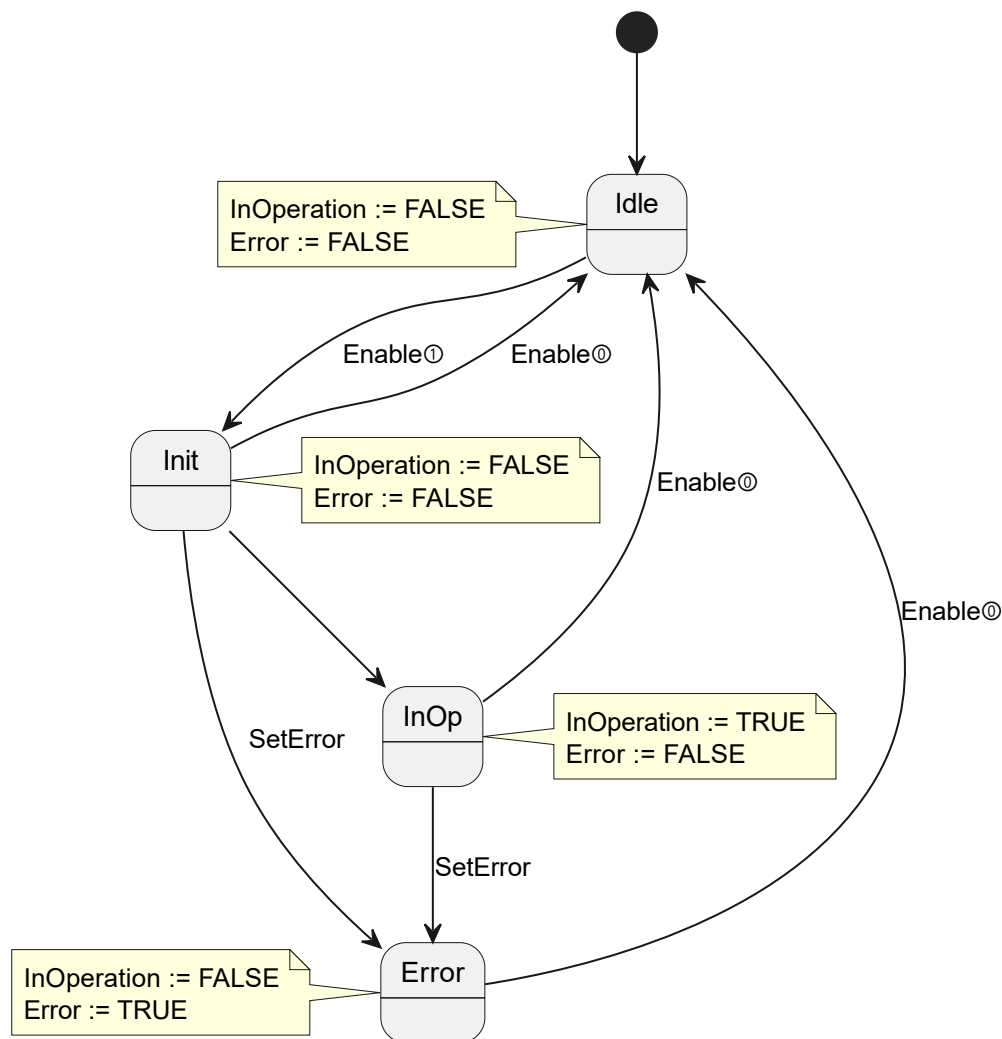 Idle
InOperation := FALSE
Error := FALSE
Enable⓪
Enable①
Init
InOperation := FALSE
Error := FALSE
Enable⓪
Enable⓪
InOp
InOperation := TRUE
Error := FALSE
SetError
SetError
Error
InOperation := FALSE
Error := TRUE